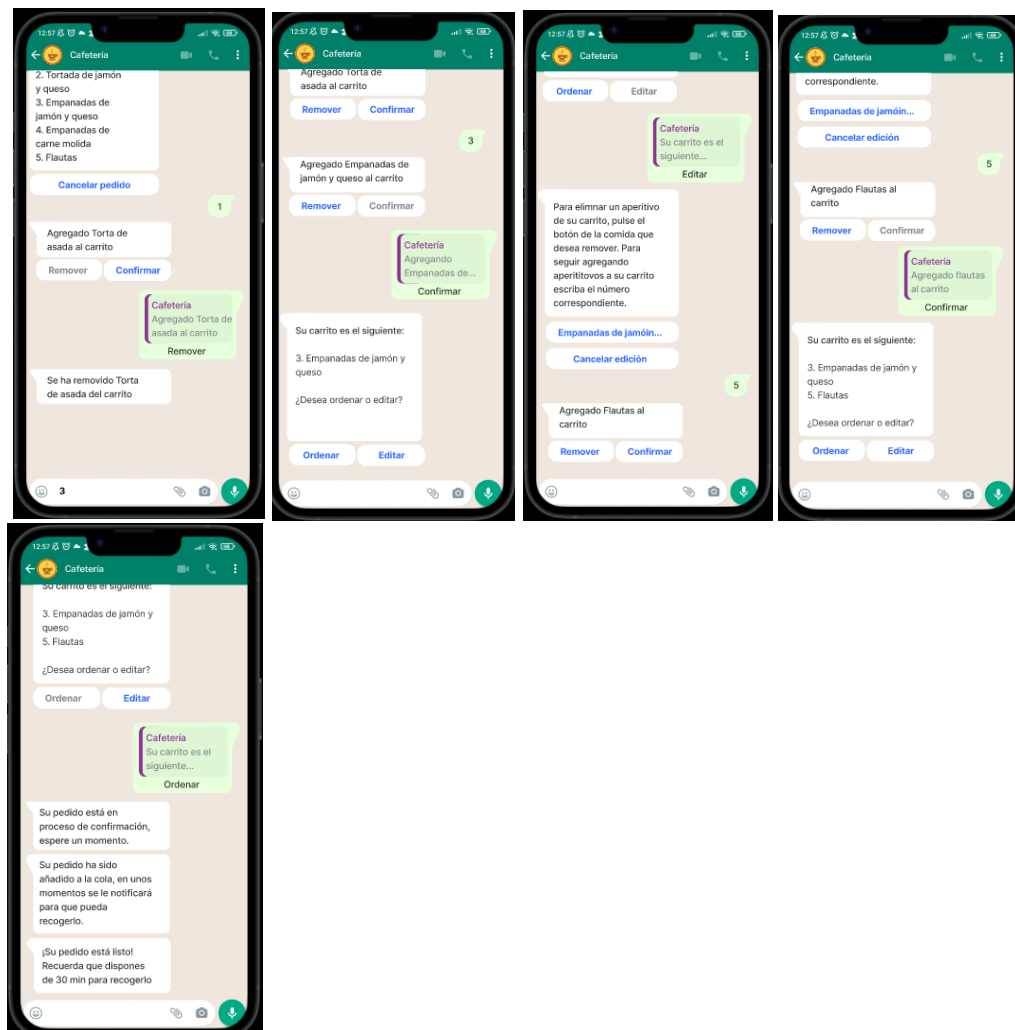 12:57
Cafetería
2. Tortada de jamón
y queso
3. Empanadas de
jamón y queso
4. Empanadas de
carne molida
5. Flautas
Cancelar pedido
1
Agregado Torta de
asada al carrito
Remover Confirmar
Cafetería
Agregado Torta de
asada al carrito
Remover
Se ha removido Torta
de asada del carrito
3
12:57
Cafetería
Agregado Torta de
asada al carrito
Remover Confirmar
3
Agregado Empanadas de
jamón y queso al carrito
Remover Confirmar
Cafetería
Agregando
Empanadas de...
Confirmar
Su carrito es el siguiente:
3. Empanadas de jamón y
queso
¿Desea ordenar o editar?
Ordenar Editar
12:57
Cafetería
Ordenar Editar
Cafetería
Su carrito es el
siguiente...
Editar
Para elimnar un aperitivo
de su carrito, pulse el
botón de la comida que
desea remover. Para
seguir agregando
aperititovos a su carrito
escriba el número
correspondiente.
Empanadas de jamóin...
Cancelar edición
5
Agregado Flautas al
carrito
Remover Confirmar
12:57
Cafetería
correspondiente.
Empanadas de jamóin...
Cancelar edición
5
Agregado Flautas al
carrito
Remover Confirmar
Cafetería
Agregado flautas
al carrito
Confirmar
Su carrito es el siguiente:
3. Empanadas de jamón y
queso
5. Flautas
¿Desea ordenar o editar?
Ordenar Editar
12:57
Cafetería
Su carrito es el siguiente:
3. Empanadas de jamón y
queso
5. Flautas
¿Desea ordenar o editar?
Ordenar Editar
Cafetería
Su carrito es el
siguiente...
Ordenar
Su pedido está en
proceso de confirmación,
espere un momento.
Su pedido ha sido
añadido a la cola, en unos
momentos se le notificará
para que pueda
recogerlo.
¡Su pedido está listo!
Recuerda que dispones
de 30 min para recogerlo